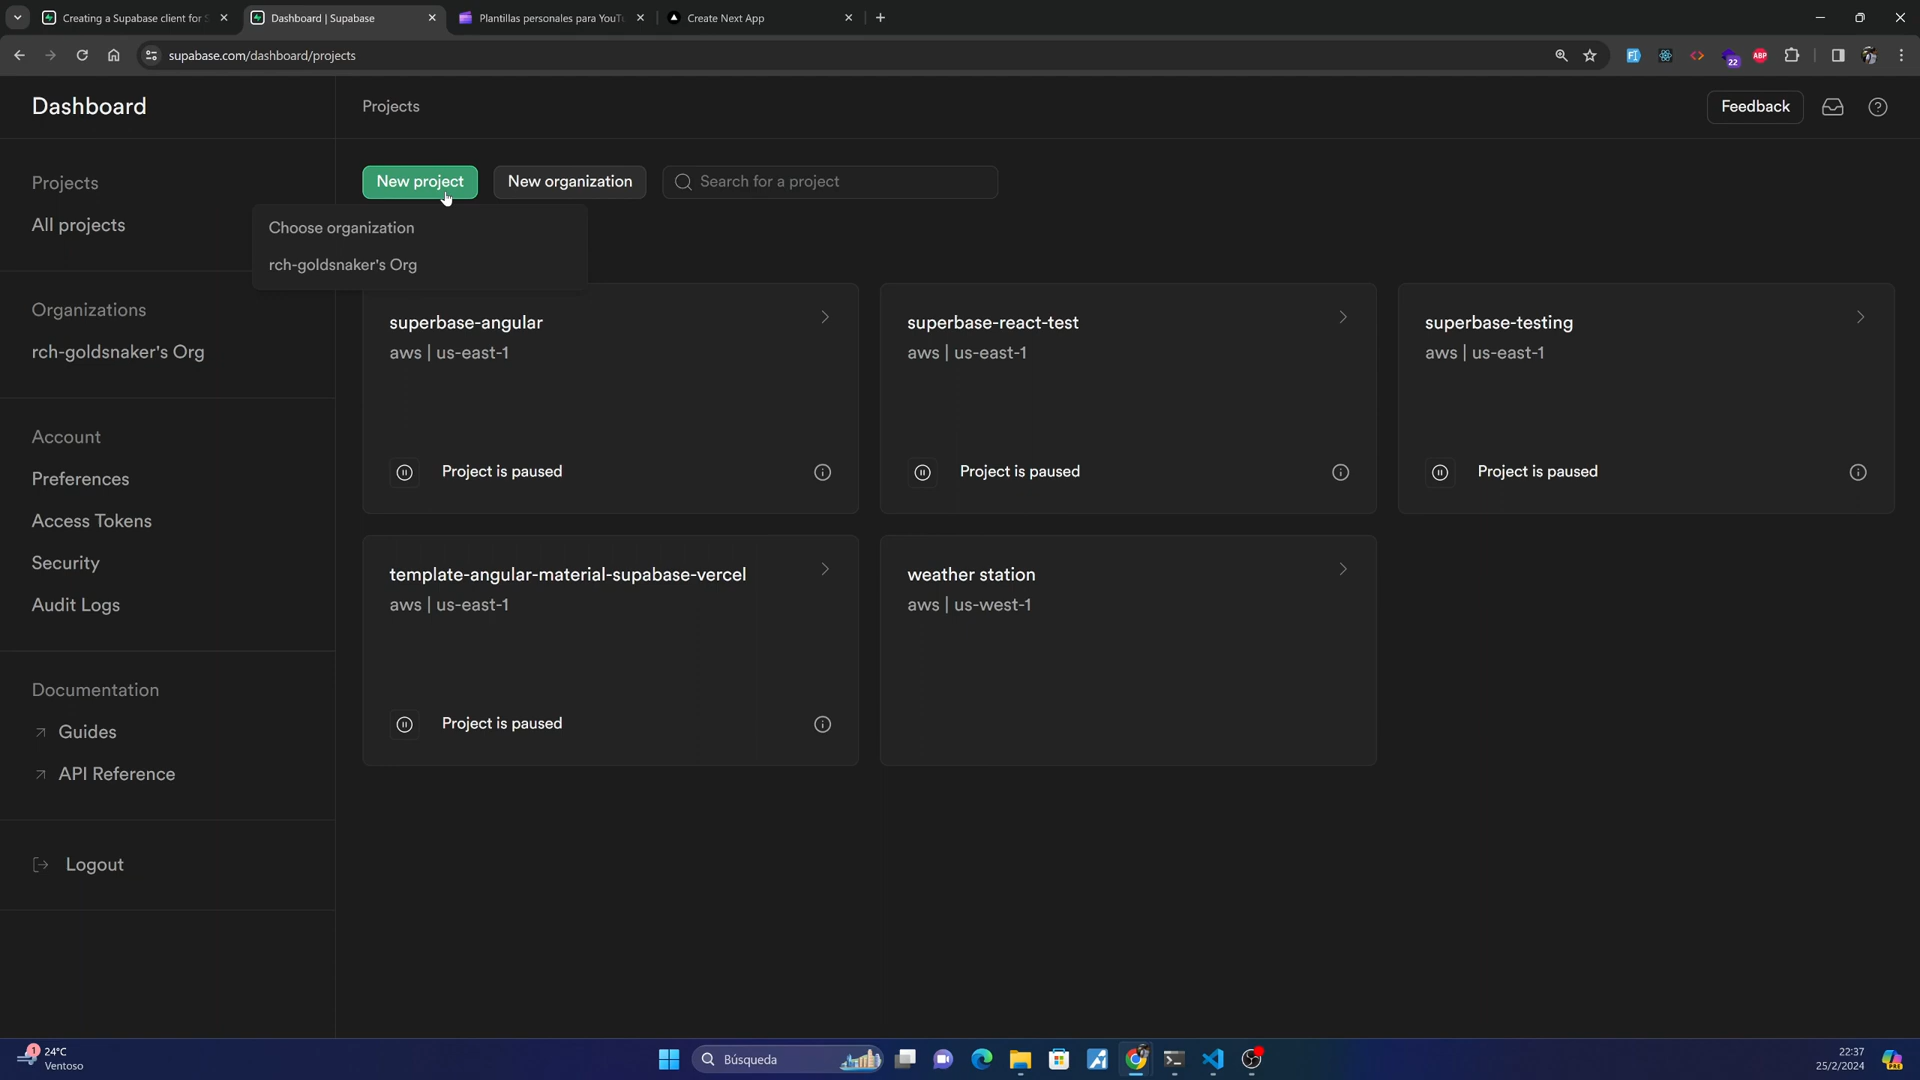 Creating a Supabase client for S
Dashboard | Supabase
Plantillas personales para YouTu
Create Next App
supabase.com/dashboard/projects
22
ABP
Dashboard
Projects
Feedback
Projects
All projects
New project
New organization
Search for a project
Choose organization
rch-goldsnaker's Org
Organizations
rch-goldsnaker's Org
superbase-angular
aws | us-east-1
Project is paused
superbase-react-test
aws | us-east-1
Project is paused
superbase-testing
aws | us-east-1
Project is paused
Account
Preferences
Access Tokens
Security
Audit Logs
template-angular-material-supabase-vercel
aws | us-east-1
Project is paused
weather station
aws | us-west-1
Documentation
Guides
API Reference
Logout
1
24°C
Ventoso
Búsqueda
22:37
25/2/2024
PRE